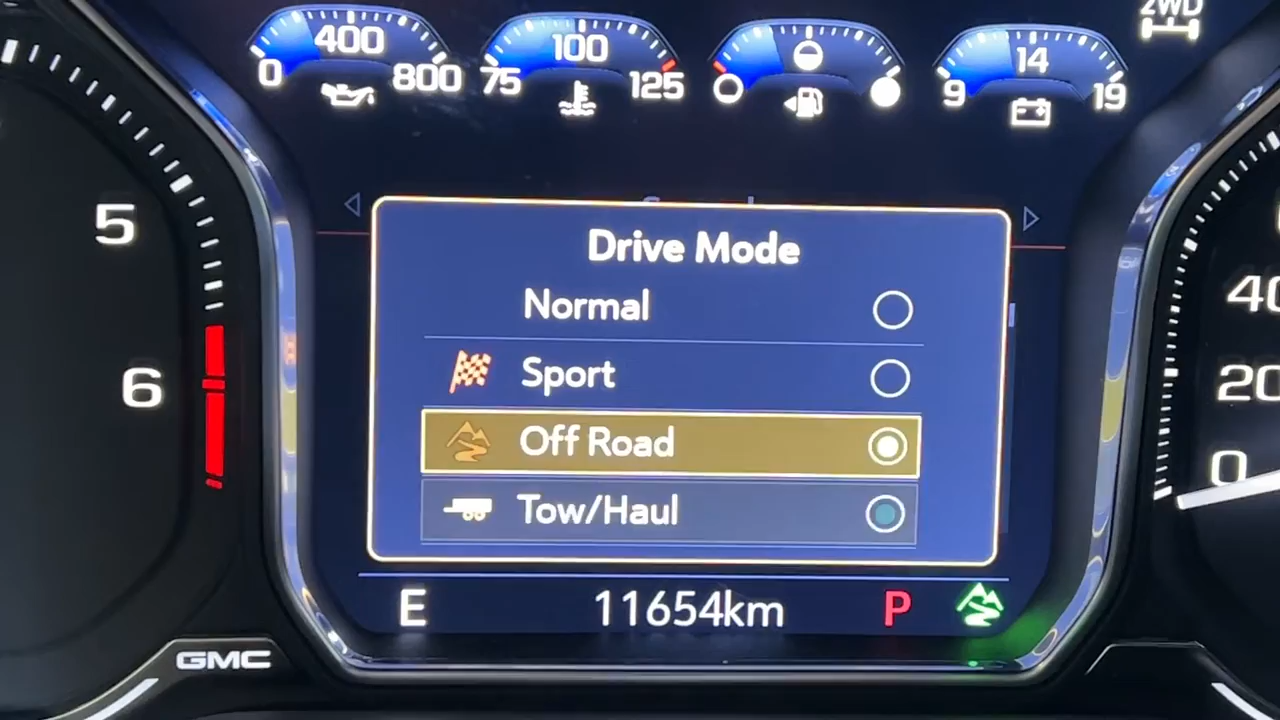 2WD
400
0
800
100
75
125
14
9
19
5
6
Drive Mode
Normal
Sport
Off Road
Tow/Haul
E
11654km
P
GMC
20
0